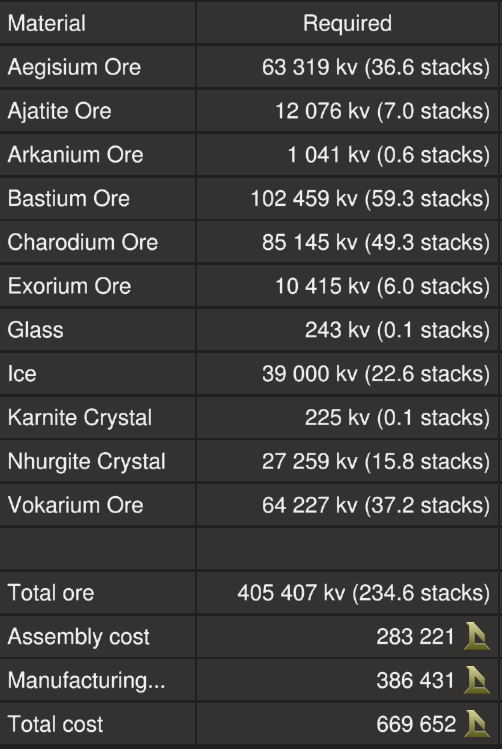 Material Required
Aegisium Ore 63 319 kv (36.6 stacks)
Ajatite Ore 12 076 kv (7.0 stacks)
Arkanium Ore 1 041 kv (0.6 stacks)
Bastium Ore 102 459 kv (59.3 stacks)
Charodium Ore 85 145 kv (49.3 stacks)
Exorium Ore 10 415 kv (6.0 stacks)
Glass 243 kv (0.1 stacks)
Ice 39 000 kv (22.6 stacks)
Karnite Crystal 225 kv (0.1 stacks)
Nhurgite Crystal 27 259 kv (15.8 stacks)
Vokarium Ore 64 227 kv (37.2 stacks)
Total ore 405 407 kv (234.6 stacks)
Assembly cost 283 221
Manufacturing... 386 431
Total cost 669 652